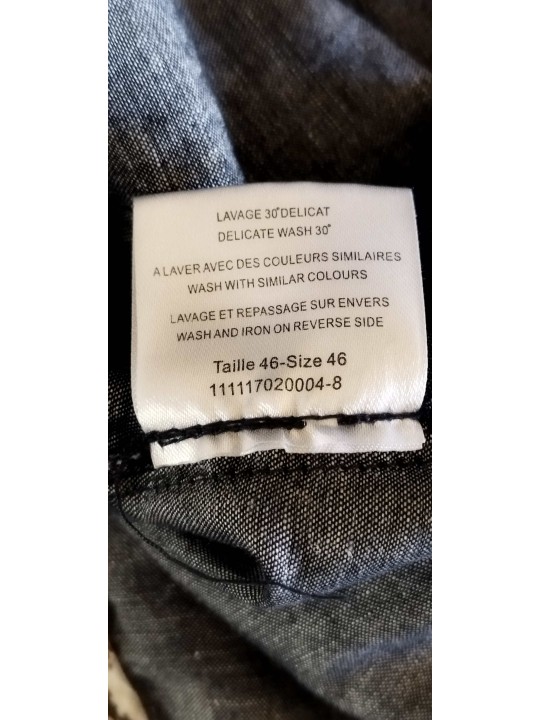 LAVAGE 30°DELICAT
DELICATE WASH 30°
A LAVER AVEC DES COULEURS SIMILAIRES
WASH WITH SIMILAR COLOURS
LAVAGE ET REPASSAGE SUR ENVERS
WASH AND IRON ON REVERSE SIDE
Taille 46-Size 46
111117020004-8